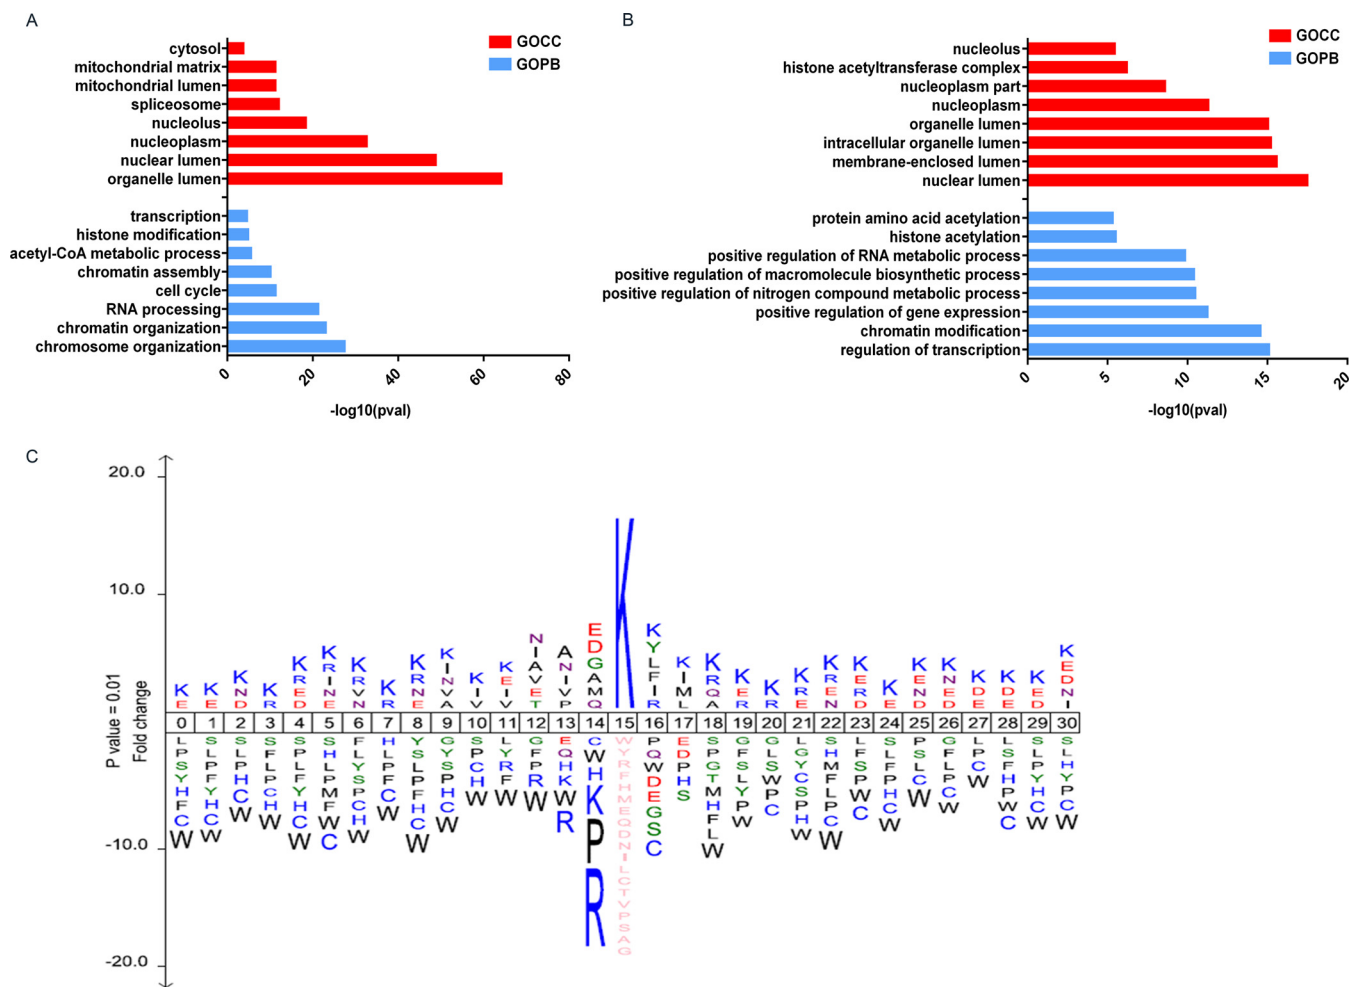 A
cytosol
mitochondrial matrix
mitochondrial lumen
spliceosome
nucleolus
nucleoplasm
nuclear lumen
organelle lumen
transcription
histone modification
acetyl-CoA metabolic process
chromatin assembly
cell cycle
RNA processing
chromatin organization
chromosome organization
0 20 40 60 80
-log10(pval)
GOCC
GOPB
B
nucleolus
histone acetyltransferase complex
nucleoplasm part
nucleoplasm
organelle lumen
intracellular organelle lumen
membrane-enclosed lumen
nuclear lumen
protein amino acid acetylation
histone acetylation
positive regulation of RNA metabolic process
positive regulation of macromolecule biosynthetic process
positive regulation of nitrogen compound metabolic process
positive regulation of gene expression
chromatin modification
regulation of transcription
0 5 10 15 20
-log10(pval)
GOCC
GOPB
C
20.0
10.0
-10.0
-20.0
P value = 0.01
Fold change
K E
K E
K N D
K R
K R E D
K R I N E
K R V N
K R
K R N E
K I N V A
K I V
K E I V
N I A V E T
A N I V P
E D G A M Q
K
K Y L F I R
K I M L
K R Q A
K E R
K R
K R E
K R E N
K E R D
K E
K E N D
K N E D
K D E
K D E
K E D
K E D N I
0 1 2 3 4 5 6 7 8 9 10 11 12 13 14 15 16 17 18 19 20 21 22 23 24 25 26 27 28 29 30
L P S Y H F C W
S L P F Y H C W
S L P H C W
S F L P C H W
S P L F Y H C W
S H L P M F W C
F L Y S P C H W
H L P F C W
Y S L P F H C W
G Y S P H C W
S P C H W
L Y R F W
G F P R W
E Q H K W R
C W H K P R
W Y R F H M E Q D N I L C T V P S A G
P Q W D E G S C
E D P H S
S P G T M H F L W
G F S L Y P W
G L S W P C
L G Y C S P H W
S H M F L P C W
L F S P W C
S L F P H C W
P S L C W
G F L P C W
L P C W
L S F H P W C
S L P Y H C W
S L H Y P C W